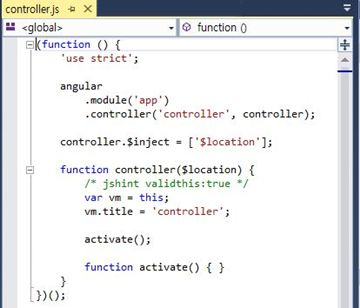 controller.js
<global>
function ()
(function () {
    'use strict';

    angular
        .module('app')
        .controller('controller', controller);

    controller.$inject = ['$location'];

    function controller($location) {
        /* jshint validthis:true */
        var vm = this;
        vm.title = 'controller';

        activate();

        function activate() { }
    }
})();